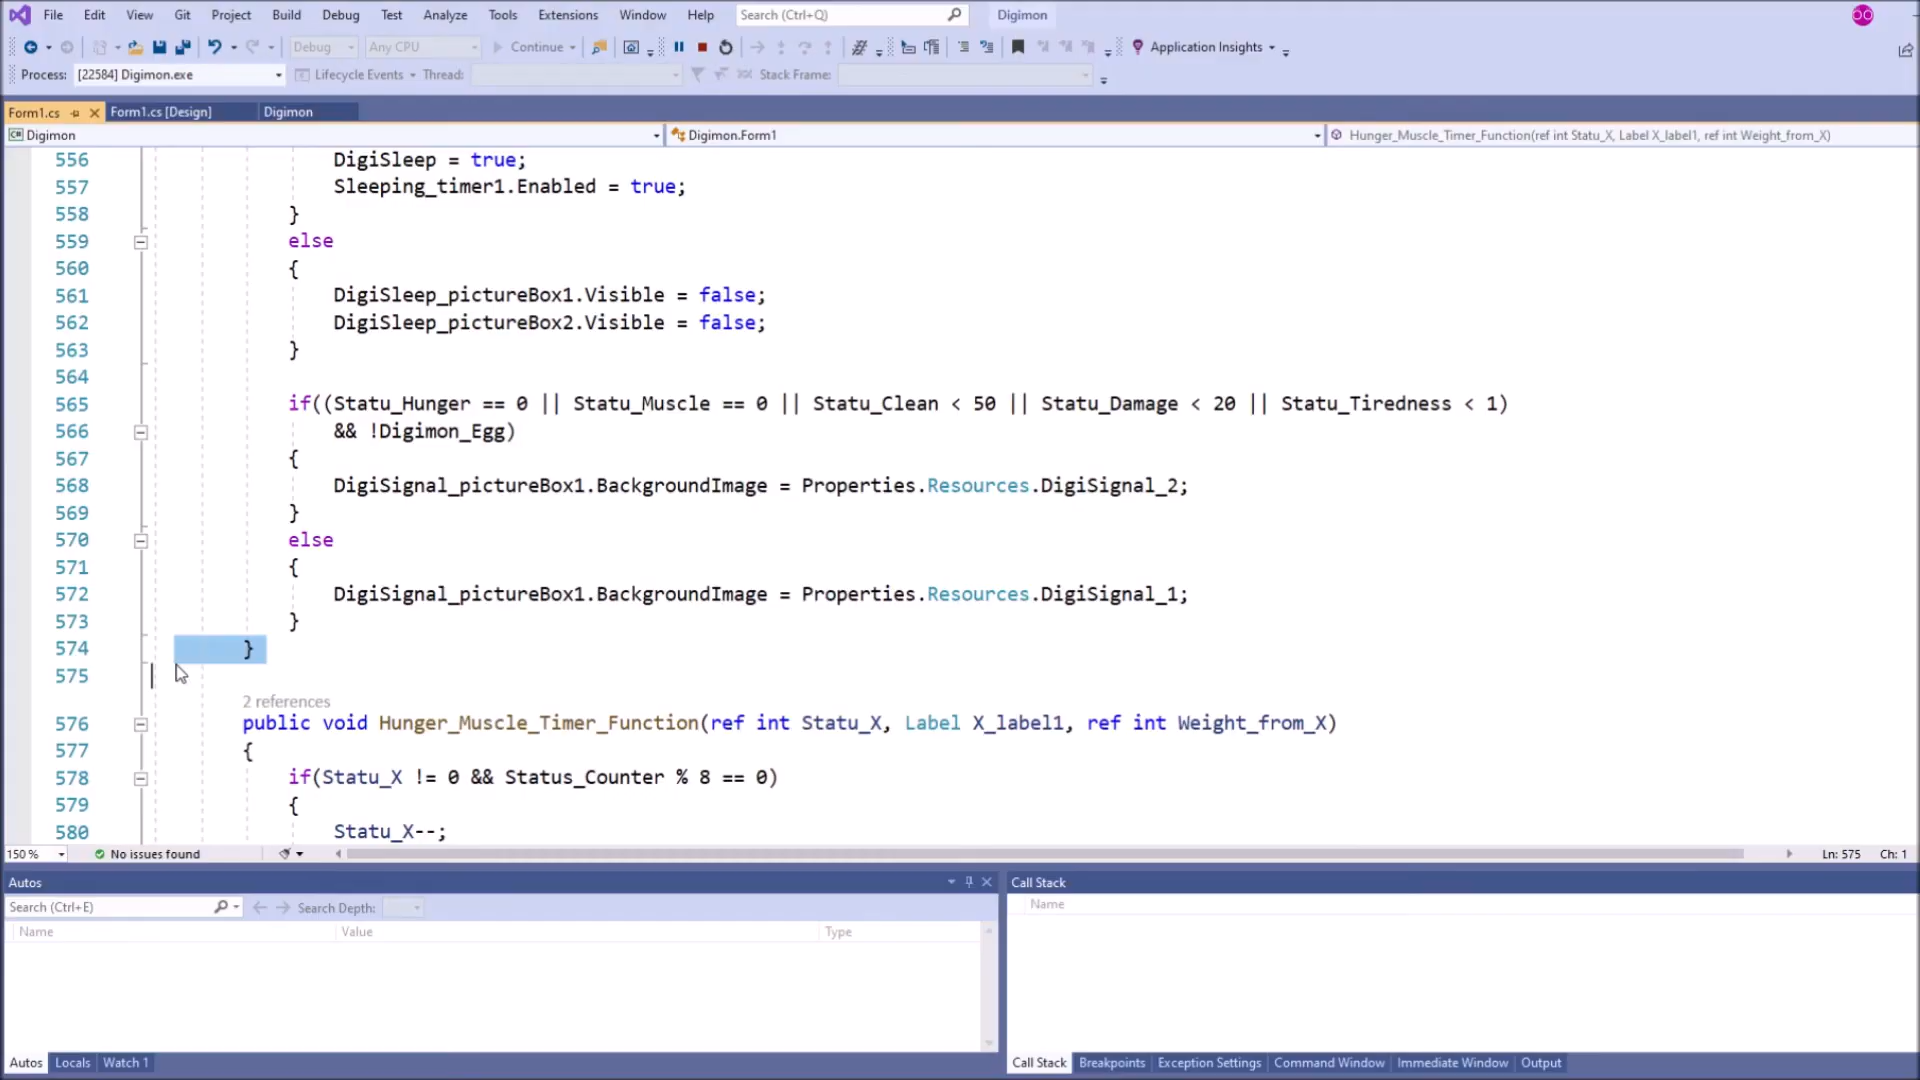 File Edit View Git Project Build Debug Test Analyze Tools Extensions Window Help Search (Ctrl+Q) Digimon
Debug Any CPU Continue Application Insights
Process: [22584] Digimon.exe Lifecycle Events Thread: Stack Frame:
Form1.cs Form1.cs [Design] Digimon
Digimon Digimon.Form1 Hunger_Muscle_Timer_Function(ref int Statu_X, Label X_label1, ref int Weight_from_X)
556 DigiSleep = true;
557 Sleeping_timer1.Enabled = true;
558 }
559 else
560 {
561 DigiSleep_pictureBox1.Visible = false;
562 DigiSleep_pictureBox2.Visible = false;
563 }
564
565 if((Statu_Hunger == 0 || Statu_Muscle == 0 || Statu_Clean < 50 || Statu_Damage < 20 || Statu_Tiredness < 1)
566 && !Digimon_Egg)
567 {
568 DigiSignal_pictureBox1.BackgroundImage = Properties.Resources.DigiSignal_2;
569 }
570 else
571 {
572 DigiSignal_pictureBox1.BackgroundImage = Properties.Resources.DigiSignal_1;
573 }
574 }
575
2 references
576 public void Hunger_Muscle_Timer_Function(ref int Statu_X, Label X_label1, ref int Weight_from_X)
577 {
578 if(Statu_X != 0 && Status_Counter % 8 == 0)
579 {
580 Statu_X--;
150 % No issues found Ln: 575 Ch: 1
Autos
Search (Ctrl+E) Search Depth:
Name Value Type
Autos Locals Watch 1
Call Stack
Name
Call Stack Breakpoints Exception Settings Command Window Immediate Window Output